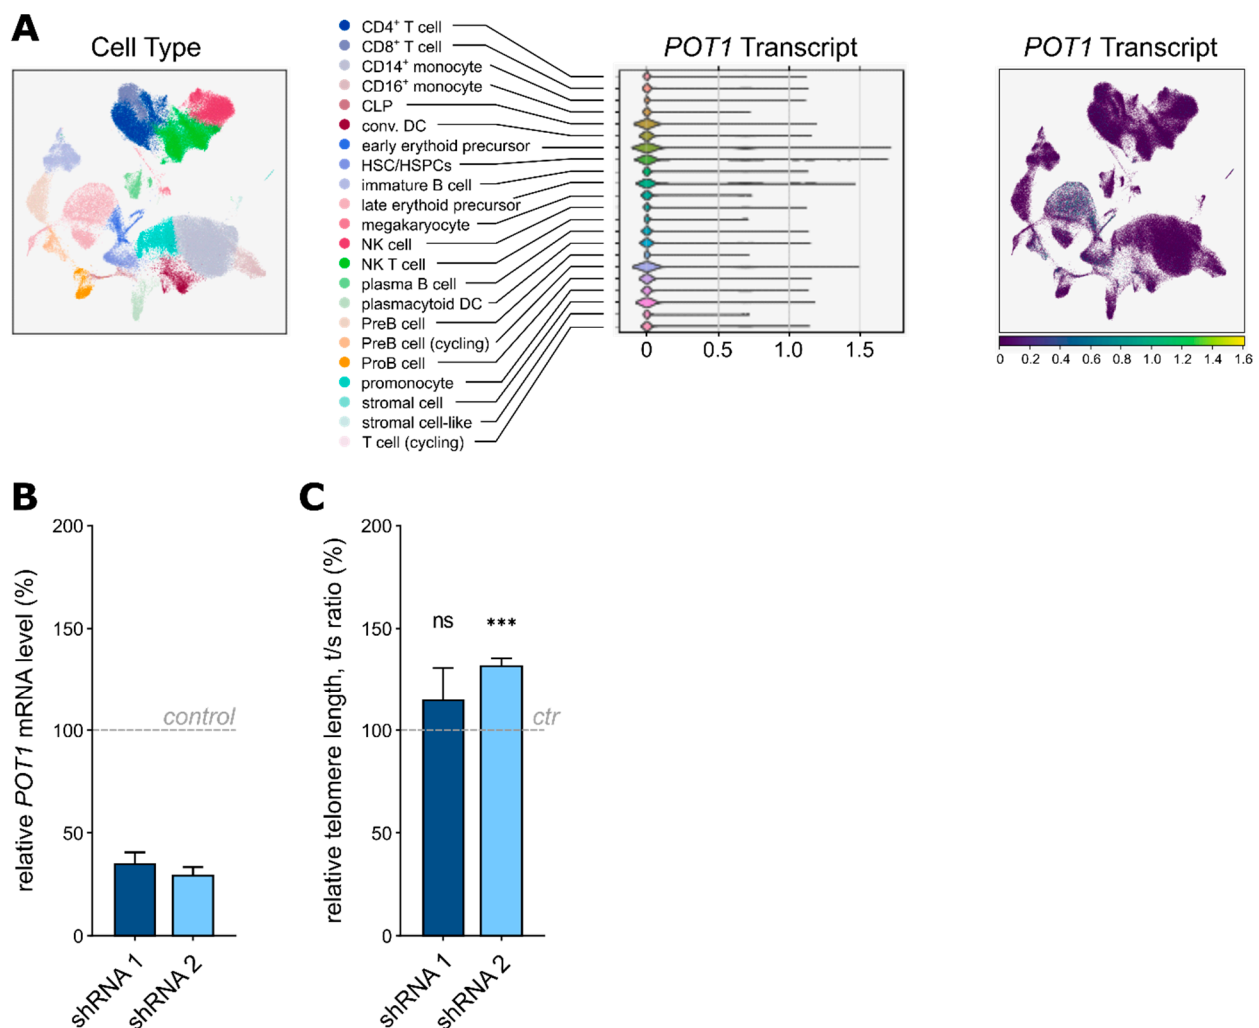 A
Cell Type
CD4+ T cell
CD8+ T cell
CD14+ monocyte
CD16+ monocyte
CLP
conv. DC
early erythoid precursor
HSC/HSPCs
immature B cell
late erythoid precursor
megakaryocyte
NK cell
NK T cell
plasma B cell
plasmacytoid DC
PreB cell
PreB cell (cycling)
ProB cell
promonocyte
stromal cell
stromal cell-like
T cell (cycling)
POT1 Transcript
0 0.5 1.0 1.5
POT1 Transcript
0 0.2 0.4 0.6 0.8 1.0 1.2 1.4 1.6
B
relative POT1 mRNA level (%)
200
150
100
50
0
control
shRNA 1
shRNA 2
C
relative telomere length, t/s ratio (%)
200
150
100
50
0
ns
***
ctr
shRNA 1
shRNA 2